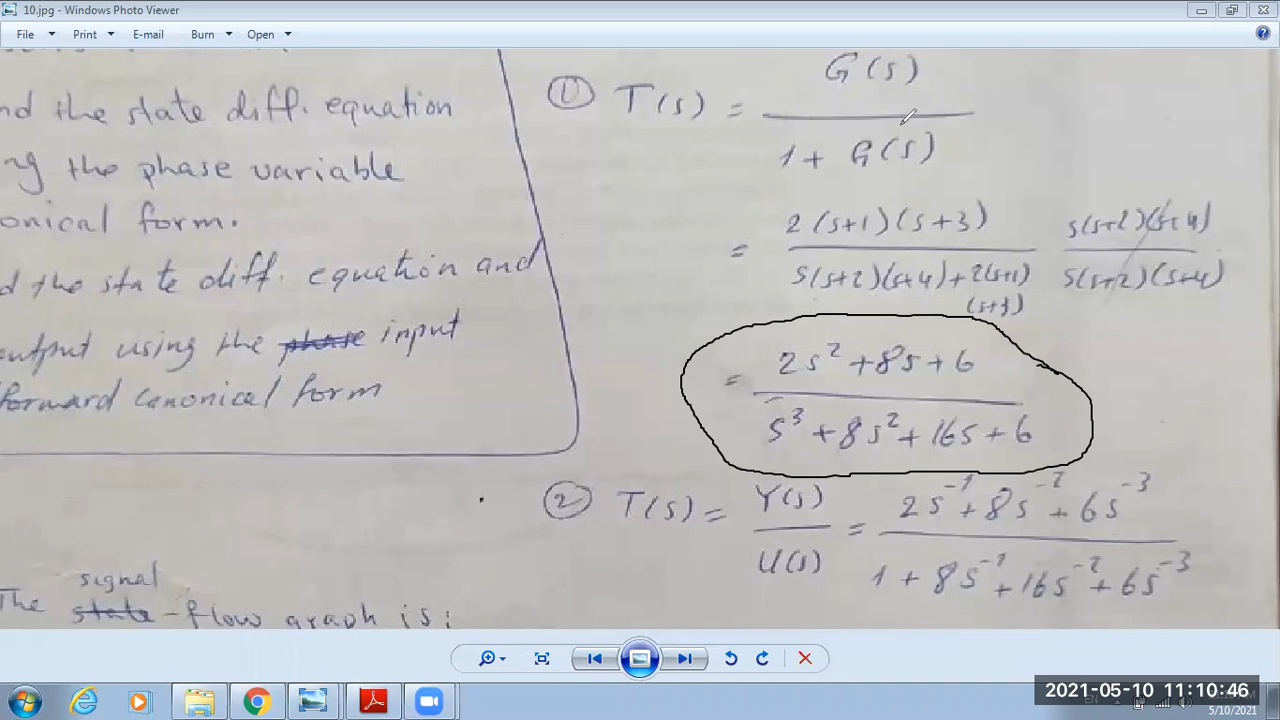 10.jpg - Windows Photo Viewer
File Print E-mail Burn Open
nd the state diff. equation
ng the phase variable
onical form.
d the state diff. equation and
output using the phase input
forward canonical form
The state signal -flow graph is:
① T(s) = G(s) / 1 + G(s)
= 2(s+1)(s+3) / s(s+2)(s+4)+2(s+1)(s+3) s(s+2)(s+4) / s(s+2)(s+4)
= 2s² + 8s + 6 / s³ + 8s² + 16s + 6
② T(s) = Y(s) / U(s) = 2s⁻¹ + 8s⁻² + 6s⁻³ / 1 + 8s⁻¹ + 16s⁻² + 6s⁻³
2021-05-10 11:10:46
5/10/2021